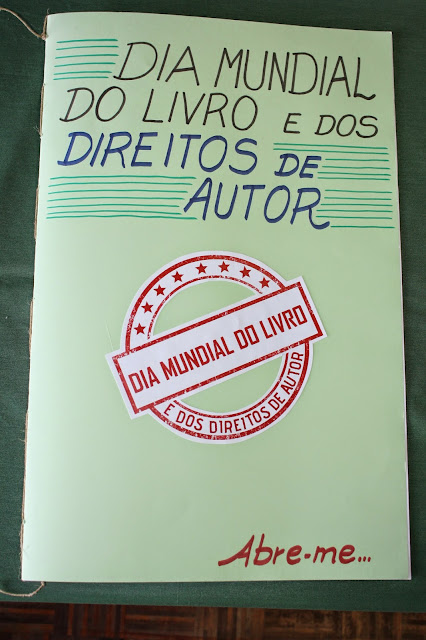 DIA MUNDIAL
DO LIVRO E DOS
DIREITOS DE
AUTOR
DIA MUNDIAL DO LIVRO
E DOS DIREITOS DE AUTOR
Abre-me...